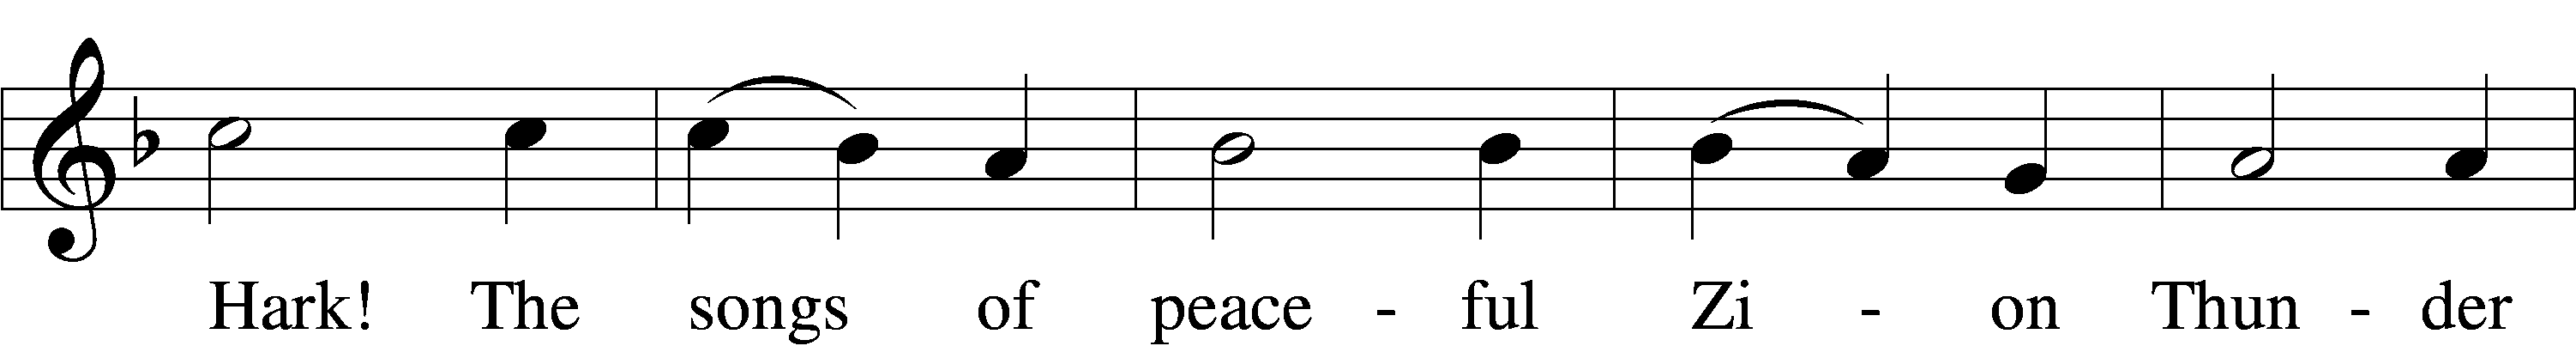 Hark! The songs of peace - ful Zi - on Thun - der